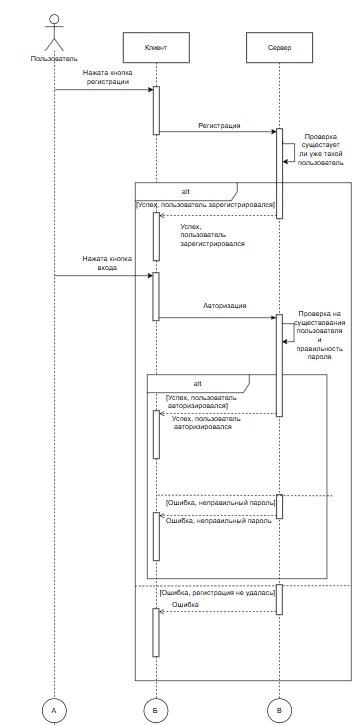 Пользователь
Клиент
Сервер
Нажата кнопка
регистрации
Регистрация
Проверка
существует
ли уже такой
пользователь
alt
[Успех, пользователь зарегистрировался]
Успех,
пользователь
зарегистрировался
Нажата кнопка
входа
Авторизация
Проверка на
существования
пользователя
и
правильность
пароля
alt
[Успех, пользователь
авторизировался]
Успех, пользователь
авторизировался
[Ошибка, неправильный пароль]
Ошибка, неправильный пароль
[Ошибка, регистрация не удалась]
Ошибка
А
Б
В